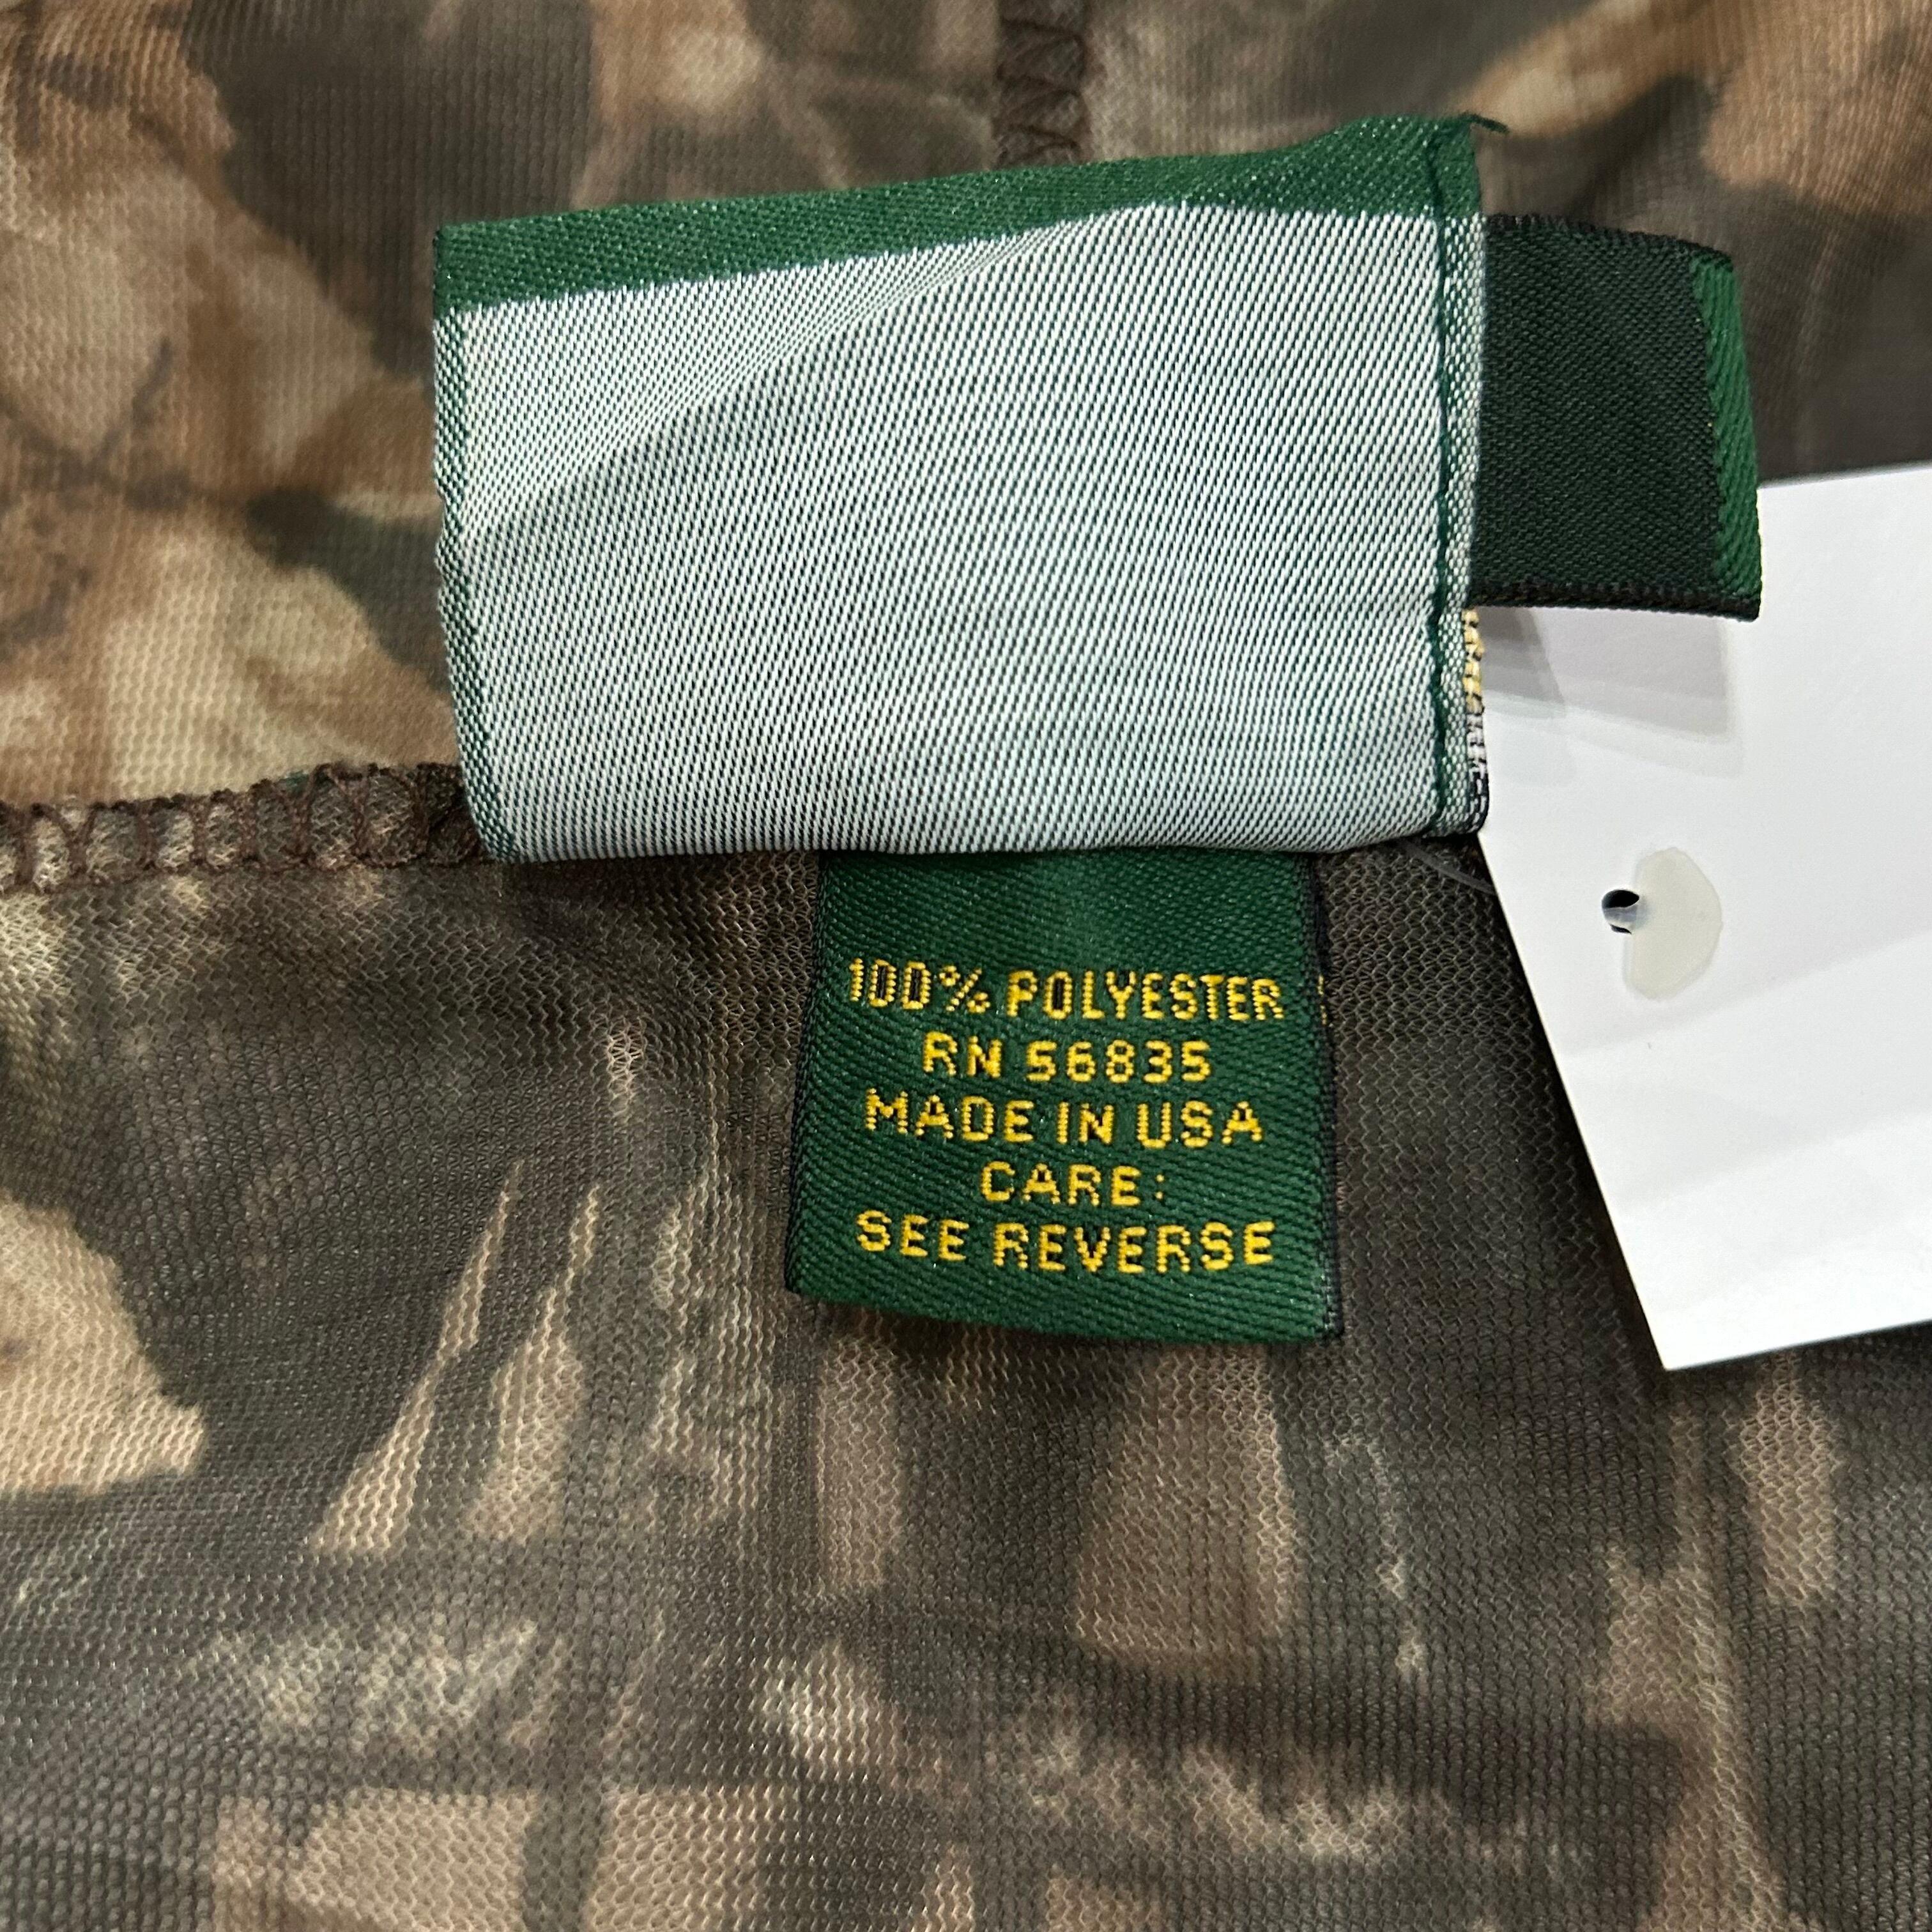 100% POLYESTER
RN 56835
MADE IN USA
CARE:
SEE REVERSE